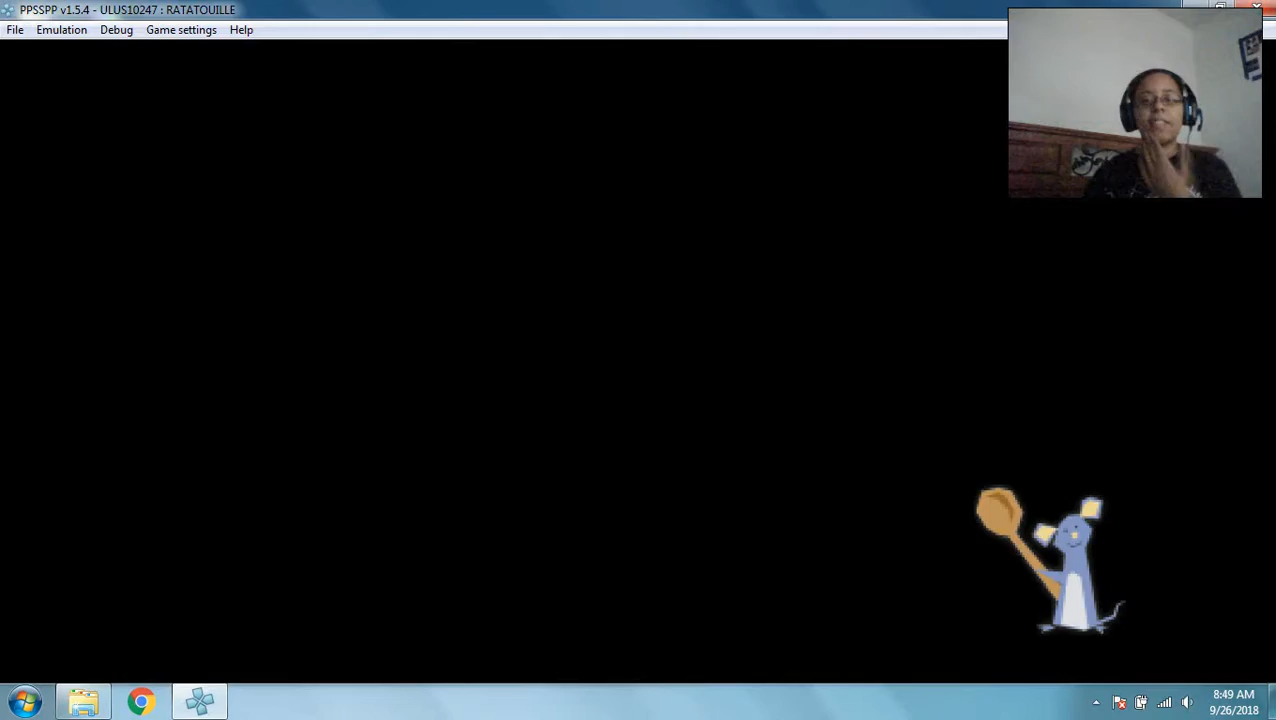 PPSSPP v1.5.4 - ULUS10247 : RATATOUILLE
File Emulation Debug Game settings Help
8:49 AM
9/26/2018